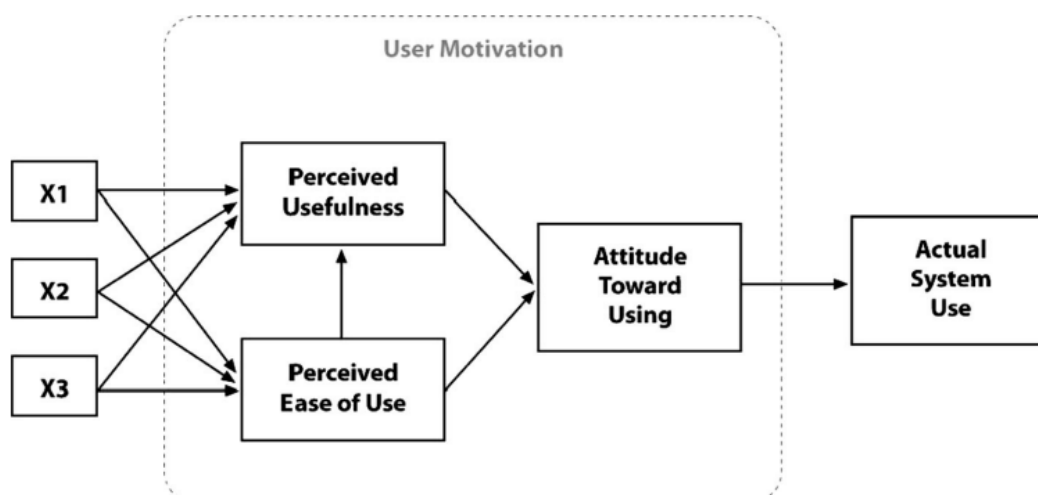 User Motivation
X1
X2
X3
Perceived
Usefulness
Perceived
Ease of Use
Attitude
Toward
Using
Actual
System
Use